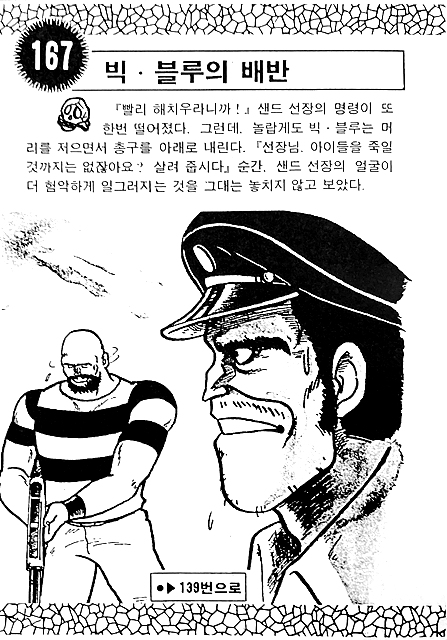 167
빅·블루의 배반
『빨리 해치우라니까!』 샌드 선장의 명령이 또
한번 떨어졌다. 그런데. 놀랍게도 빅·블루는 머
리를 저으면서 총구를 아래로 내린다. 『선장님. 아이들을 죽일
것까지는 없잖아요? 살려 줍시다』 순간. 샌드 선장의 얼굴이
더 험악하게 일그러지는 것을 그대는 놓치지 않고 보았다.
●▶139번으로